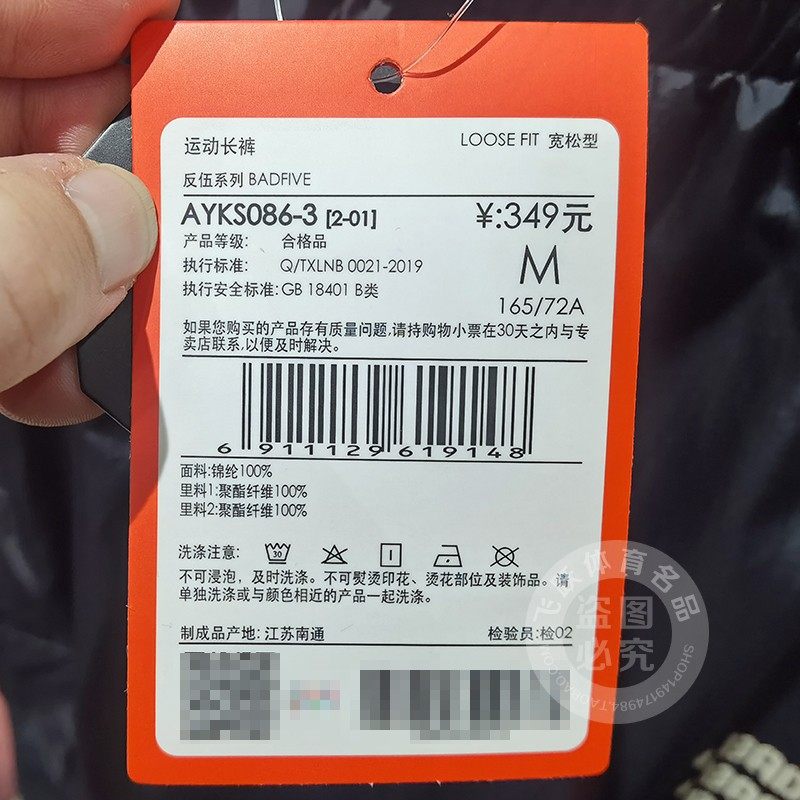 运动长裤
LOOSE FIT 宽松型
反伍系列 BADFIVE
AYKS086-3 [2-01]
¥:349元
产品等级: 合格品
执行标准: Q/TXLNB 0021-2019
M
执行安全标准:GB 18401 B类
165/72A
如果您购买的产品存有质量问题,请持购物小票在30天之内与专
卖店联系,以便及时解决。
6 911129 619148
面料:锦纶100%
里料1:聚酯纤维100%
里料2:聚酯纤维100%
洗涤注意:
30
不可浸泡，及时洗涤。不可熨烫印花、烫花部位及装饰品。请
单独洗涤或与颜色相近的产品一起洗涤。
制成品产地: 江苏南通
检验员:检02
体育名品
盗图
必究
SHOP149174984.TAOBAO.COM